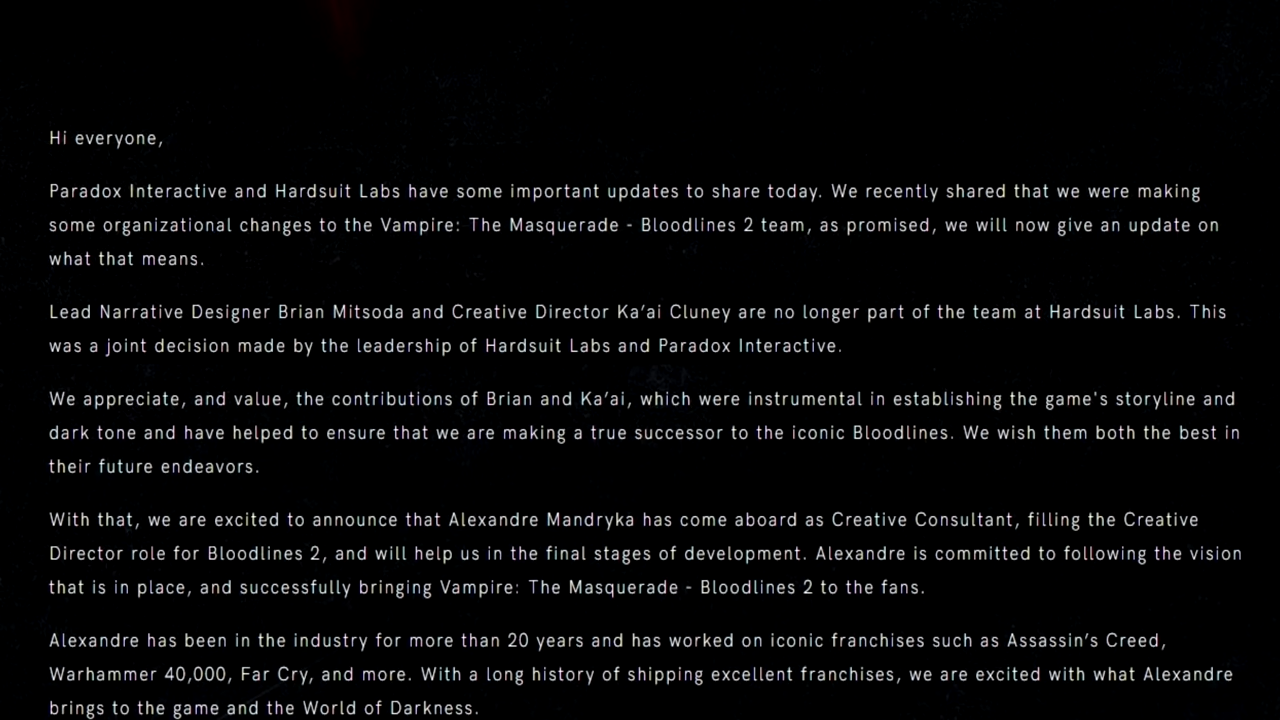 Hi everyone,
Paradox Interactive and Hardsuit Labs have some important updates to share today. We recently shared that we were making
some organizational changes to the Vampire: The Masquerade - Bloodlines 2 team, as promised, we will now give an update on
what that means.
Lead Narrative Designer Brian Mitsoda and Creative Director Ka’ai Cluney are no longer part of the team at Hardsuit Labs. This
was a joint decision made by the leadership of Hardsuit Labs and Paradox Interactive.
We appreciate, and value, the contributions of Brian and Ka’ai, which were instrumental in establishing the game's storyline and
dark tone and have helped to ensure that we are making a true successor to the iconic Bloodlines. We wish them both the best in
their future endeavors.
With that, we are excited to announce that Alexandre Mandryka has come aboard as Creative Consultant, filling the Creative
Director role for Bloodlines 2, and will help us in the final stages of development. Alexandre is committed to following the vision
that is in place, and successfully bringing Vampire: The Masquerade - Bloodlines 2 to the fans.
Alexandre has been in the industry for more than 20 years and has worked on iconic franchises such as Assassin’s Creed,
Warhammer 40,000, Far Cry, and more. With a long history of shipping excellent franchises, we are excited with what Alexandre
brings to the game and the World of Darkness.